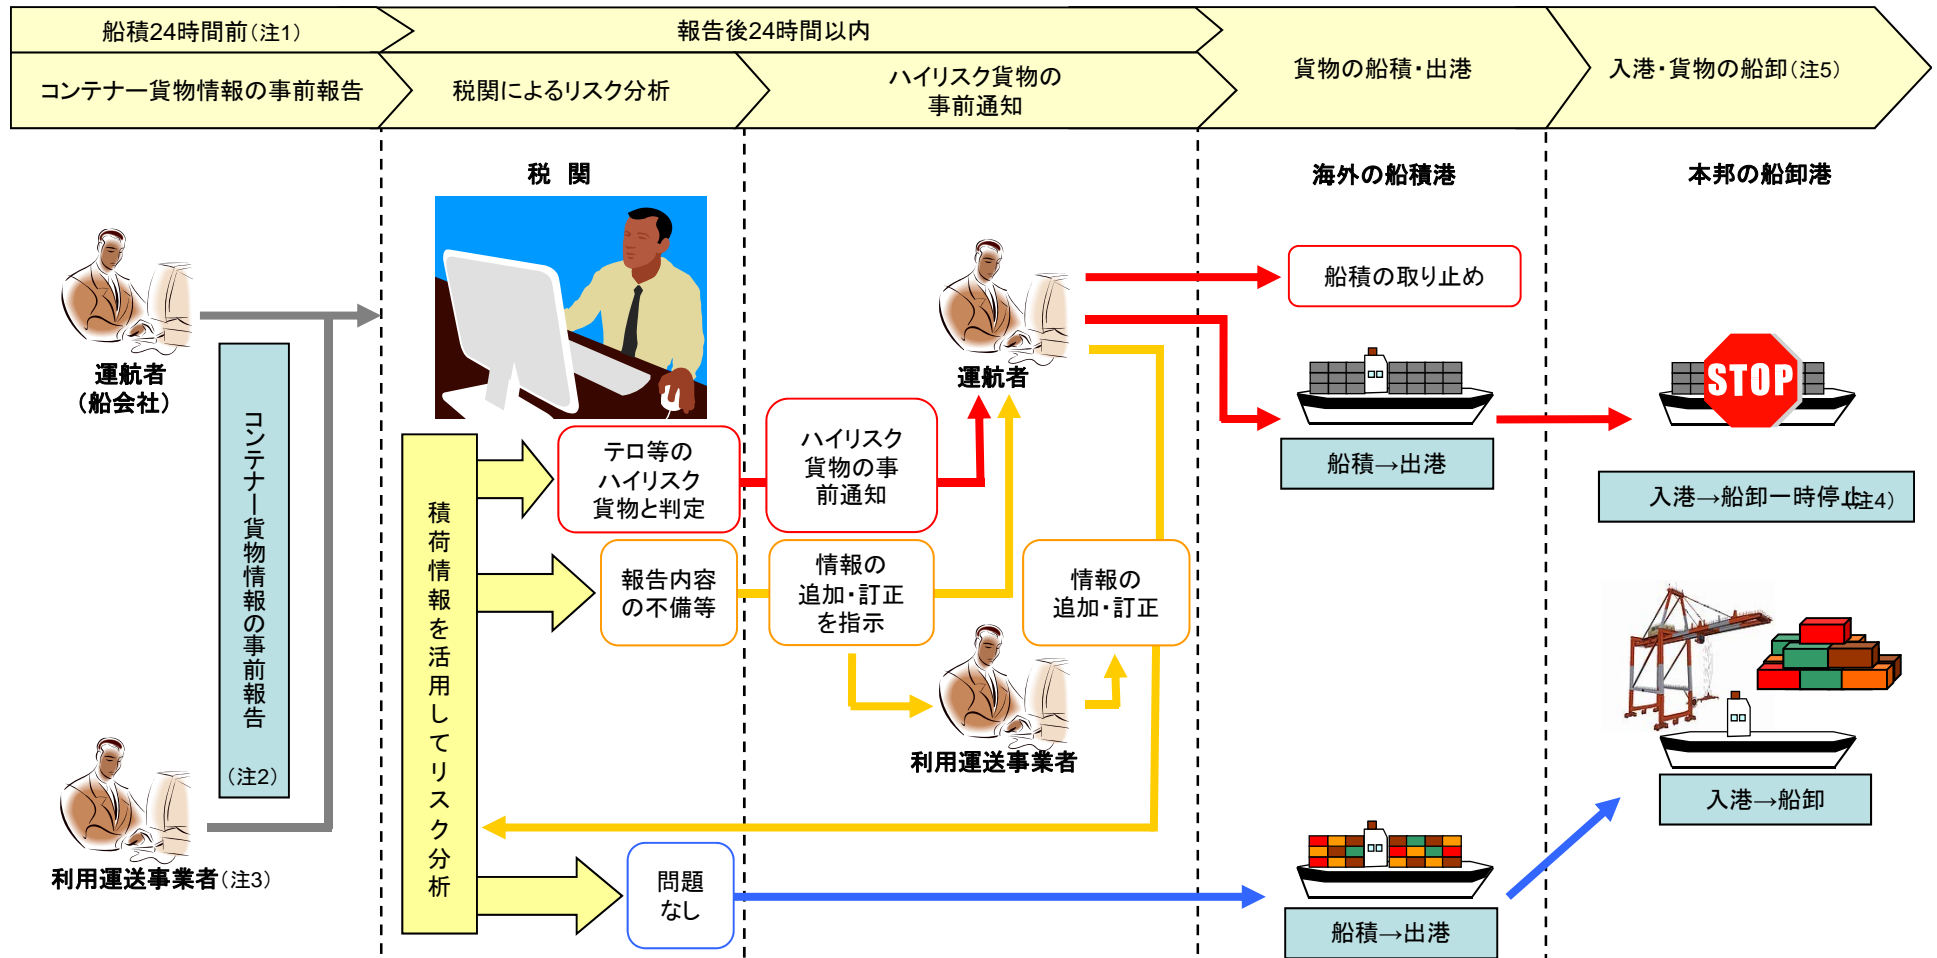 船積24時間前(注1)
報告後24時間以内
コンテナー貨物情報の事前報告
税関によるリスク分析
ハイリスク貨物の
事前通知
貨物の船積・出港
入港・貨物の船卸(注5)
税 関
海外の船積港
本邦の船卸港
運航者
(船会社)
コンテナー貨物情報の事前報告
(注2)
利用運送事業者(注3)
積荷情報を活用してリスク分析
テロ等の
ハイリスク
貨物と判定
ハイリスク
貨物の事
前通知
報告内容
の不備等
情報の
追加・訂正
を指示
問題
なし
運航者
利用運送事業者
情報の
追加・訂正
船積の取り止め
船積→出港
STOP
入港→船卸一時停止(注4)
入港→船卸
船積→出港